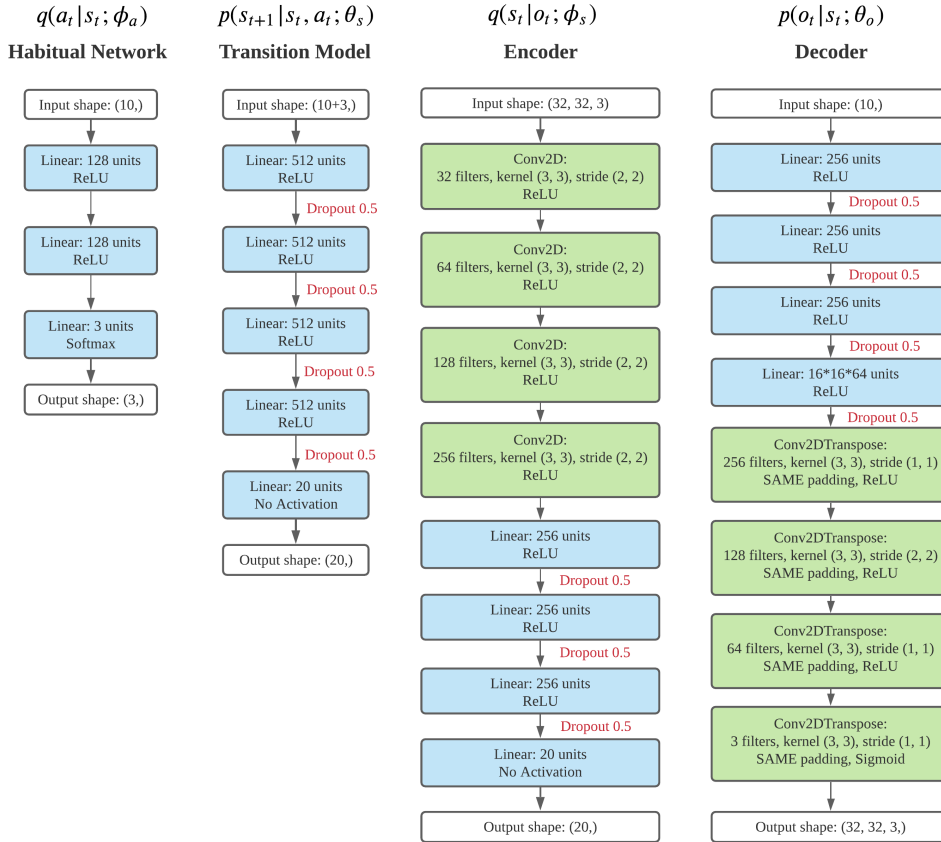 q(a_t|s_t; ϕ_a)
Habitual Network
Input shape: (10,)
Linear: 128 units
ReLU
Linear: 128 units
ReLU
Linear: 3 units
Softmax
Output shape: (3,)
p(s_{t+1}|s_t, a_t; θ_s)
Transition Model
Input shape: (10+3,)
Linear: 512 units
ReLU
Dropout 0.5
Linear: 512 units
ReLU
Dropout 0.5
Linear: 512 units
ReLU
Dropout 0.5
Linear: 512 units
ReLU
Dropout 0.5
Linear: 20 units
No Activation
Output shape: (20,)
q(s_t|o_t; ϕ_s)
Encoder
Input shape: (32, 32, 3)
Conv2D:
32 filters, kernel (3, 3), stride (2, 2)
ReLU
Conv2D:
64 filters, kernel (3, 3), stride (2, 2)
ReLU
Conv2D:
128 filters, kernel (3, 3), stride (2, 2)
ReLU
Conv2D:
256 filters, kernel (3, 3), stride (2, 2)
ReLU
Linear: 256 units
ReLU
Dropout 0.5
Linear: 256 units
ReLU
Dropout 0.5
Linear: 256 units
ReLU
Dropout 0.5
Linear: 20 units
No Activation
Output shape: (20,)
p(o_t|s_t; θ_o)
Decoder
Input shape: (10,)
Linear: 256 units
ReLU
Dropout 0.5
Linear: 256 units
ReLU
Dropout 0.5
Linear: 256 units
ReLU
Dropout 0.5
Linear: 16*16*64 units
ReLU
Dropout 0.5
Conv2DTranspose:
256 filters, kernel (3, 3), stride (1, 1)
SAME padding, ReLU
Conv2DTranspose:
128 filters, kernel (3, 3), stride (2, 2)
SAME padding, ReLU
Conv2DTranspose:
64 filters, kernel (3, 3), stride (1, 1)
SAME padding, ReLU
Conv2DTranspose:
3 filters, kernel (3, 3), stride (1, 1)
SAME padding, Sigmoid
Output shape: (32, 32, 3,)